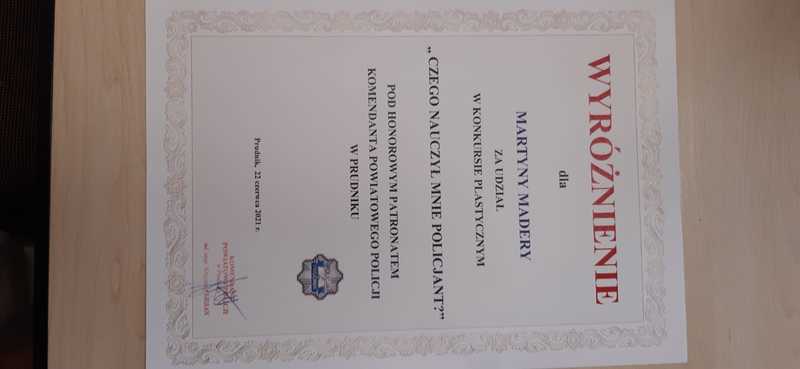 WYRÓŻNIENIE
dla
MARTYNY MADERY
ZA UDZIAŁ
W KONKURSIE PLASTYCZNYM
„CZEGO NAUCZYŁ MNIE POLICJANT?”
POD HONOROWYM PATRONATEM
KOMENDANTA POWIATOWEGO POLICJI
W PRUDNIKU
Prudnik, 22 czerwca 2021 r.